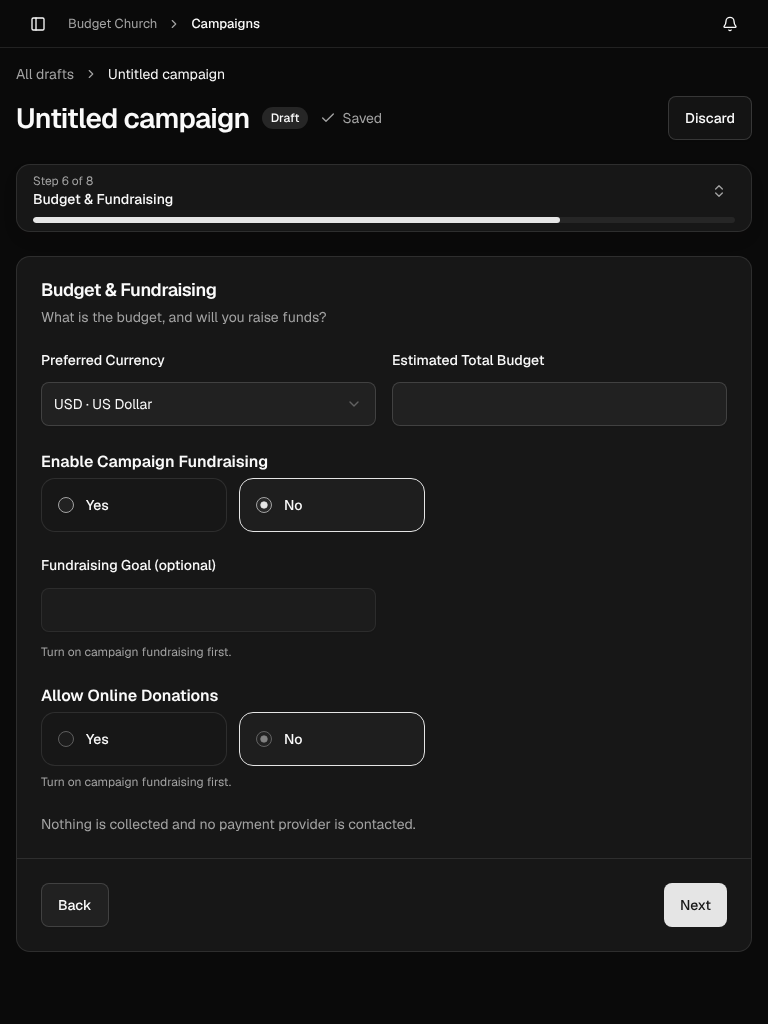 Budget Church > Campaigns
All drafts > Untitled campaign
Untitled campaign Draft Saved Discard
Step 6 of 8
Budget & Fundraising
Budget & Fundraising
What is the budget, and will you raise funds?
Preferred Currency Estimated Total Budget
USD · US Dollar
Enable Campaign Fundraising
Yes No
Fundraising Goal (optional)
Turn on campaign fundraising first.
Allow Online Donations
Yes No
Turn on campaign fundraising first.
Nothing is collected and no payment provider is contacted.
Back Next